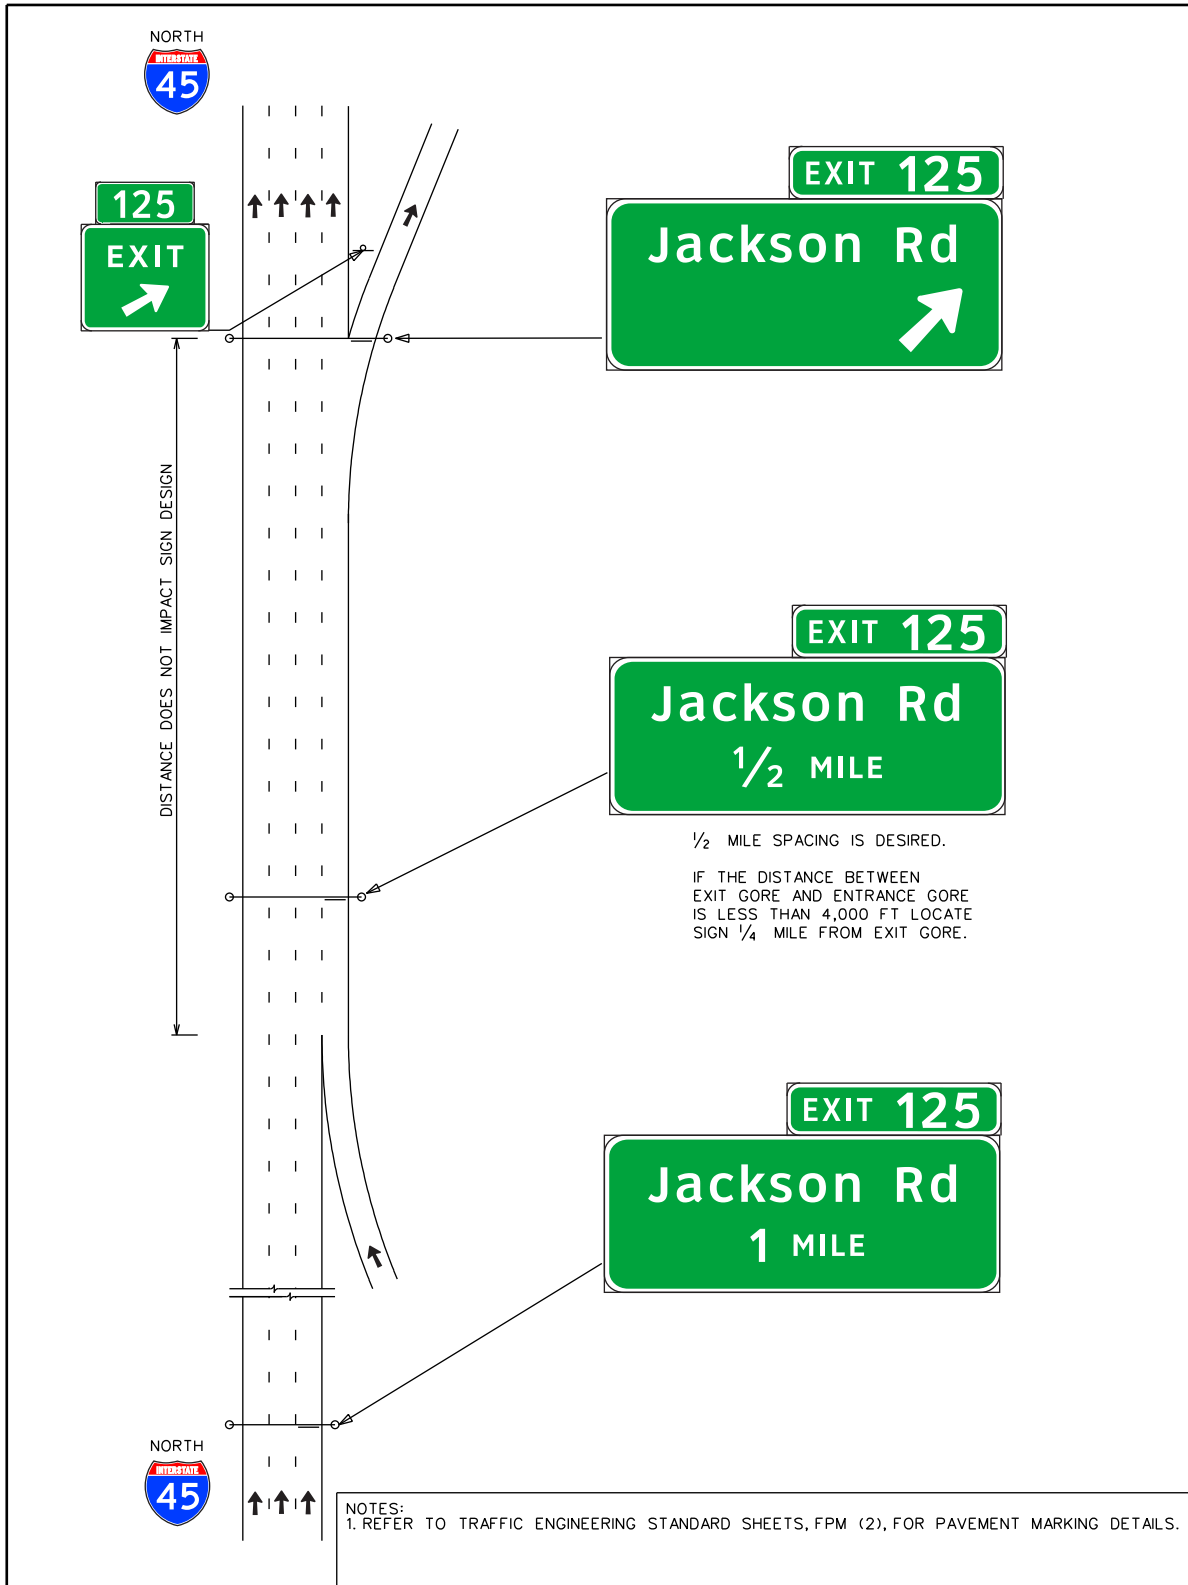 NORTH
INTERSTATE
45
125
EXIT
EXIT 125
Jackson Rd
DISTANCE DOES NOT IMPACT SIGN DESIGN
EXIT 125
Jackson Rd
1/2 MILE
1/2 MILE SPACING IS DESIRED.
IF THE DISTANCE BETWEEN
EXIT GORE AND ENTRANCE GORE
IS LESS THAN 4,000 FT LOCATE
SIGN 1/4 MILE FROM EXIT GORE.
EXIT 125
Jackson Rd
1 MILE
NORTH
INTERSTATE
45
NOTES:
1. REFER TO TRAFFIC ENGINEERING STANDARD SHEETS, FPM (2), FOR PAVEMENT MARKING DETAILS.